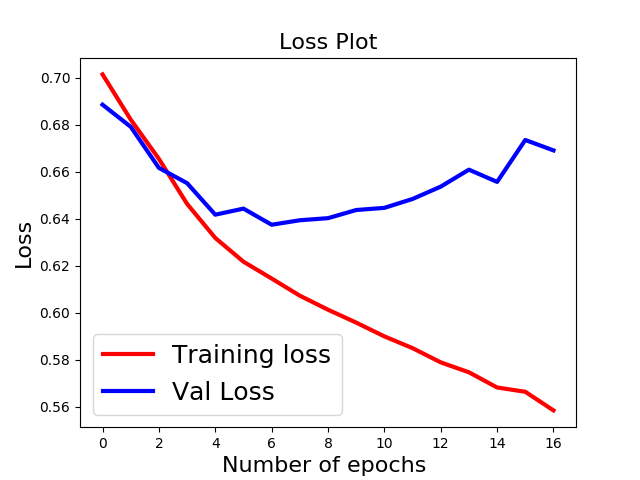 Loss Plot
Loss
0.70
0.68
0.66
0.64
0.62
0.60
0.58
0.56
Training loss
Val Loss
0 2 4 6 8 10 12 14 16
Number of epochs